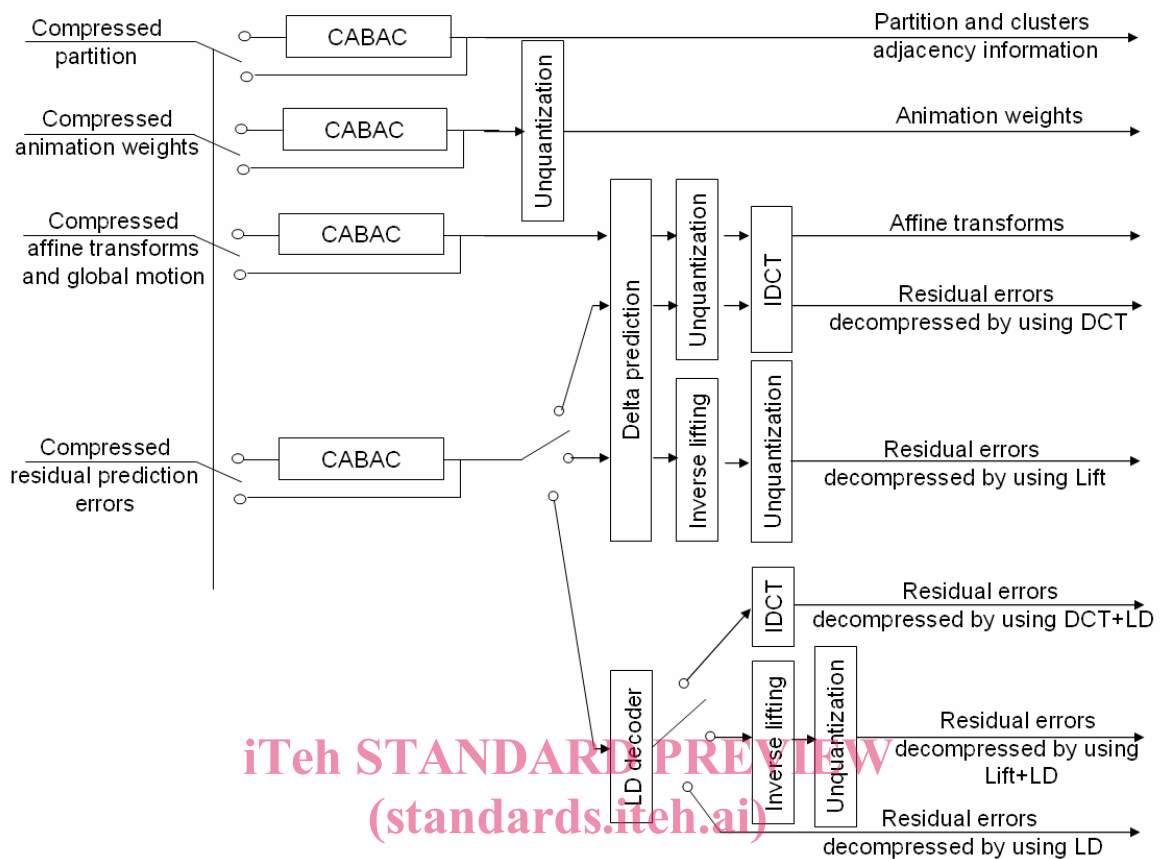 Compressed
partition
CABAC
Partition and clusters
adjacency information
Compressed
animation weights
CABAC
Unquantization
Animation weights
Compressed
affine transforms
and global motion
CABAC
Delta prediction
Unquantization
IDCT
Affine transforms
Residual errors
decompressed by using DCT
Compressed
residual prediction
errors
CABAC
Inverse lifting
Unquantization
Residual errors
decompressed by using Lift
IDCT
Residual errors
decompressed by using DCT+LD
LD decoder
Inverse lifting
Unquantization
Residual errors
decompressed by using
Lift+LD
Residual errors
decompressed by using LD
iTeh STANDARD PREVIEW
(standards.iteh.ai)